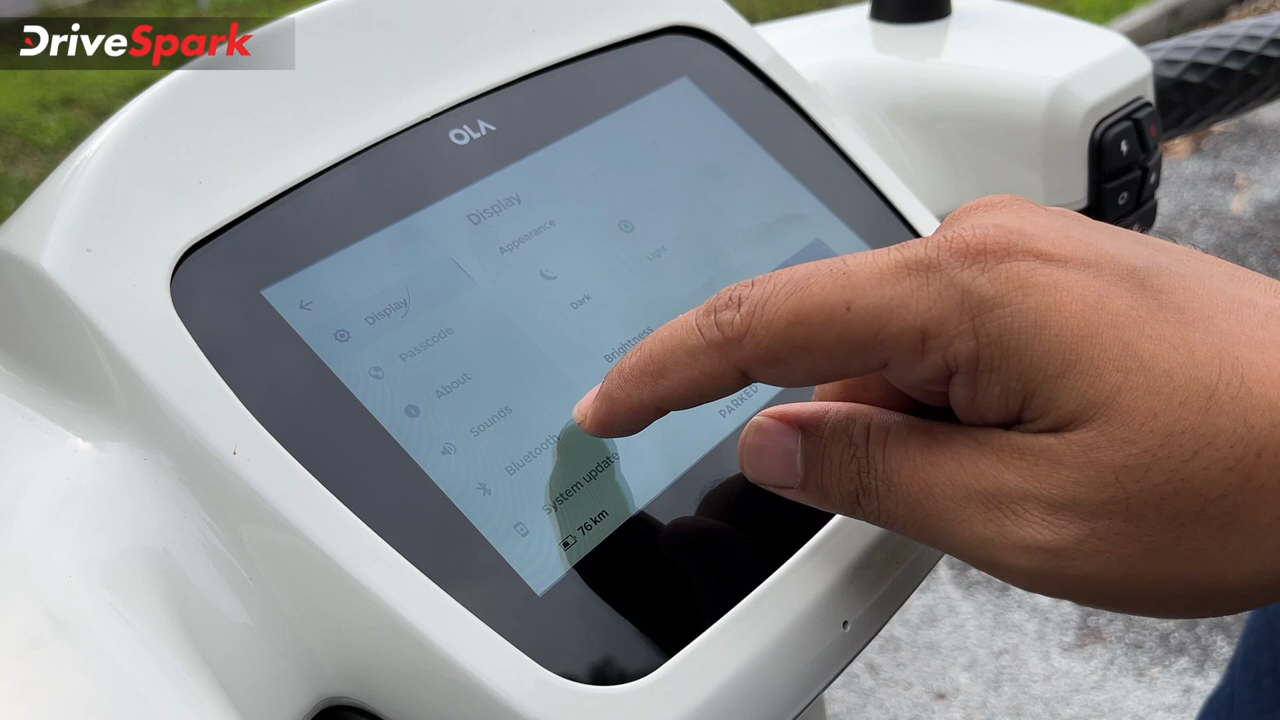 DriveSpark
OLA
Display
Appearance
Dark
Light
Brightness
Display
Passcode
About
Sounds
Bluetooth
System update
76 km
PARKED